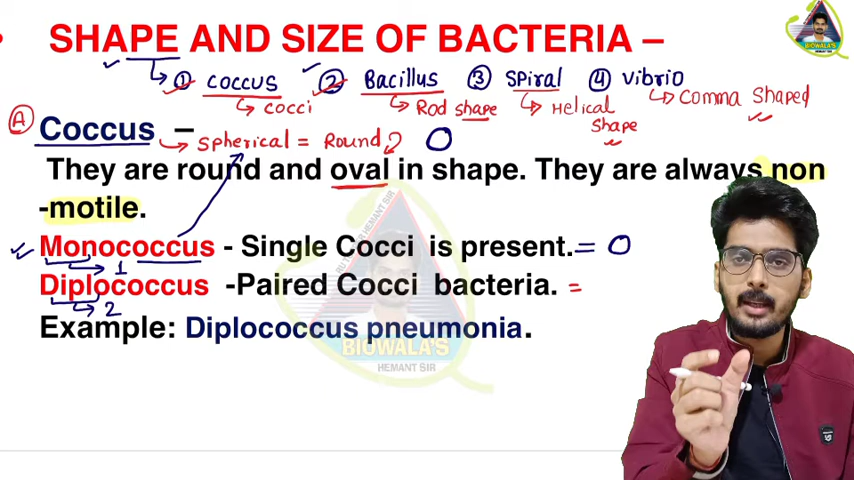 SHAPE AND SIZE OF BACTERIA –
① coccus ② Bacillus ③ Spiral ④ Vibrio
cocci Rod shape Helical shape Comma shaped
A Coccus –
spherical = Round
They are round and oval in shape. They are always non
-motile.
Monococcus - Single Cocci is present. =
1
Diplococcus -Paired Cocci bacteria. =
2
Example: Diplococcus pneumonia.
BIOWALA'S
HEMANT SIR
BIOWALA'S